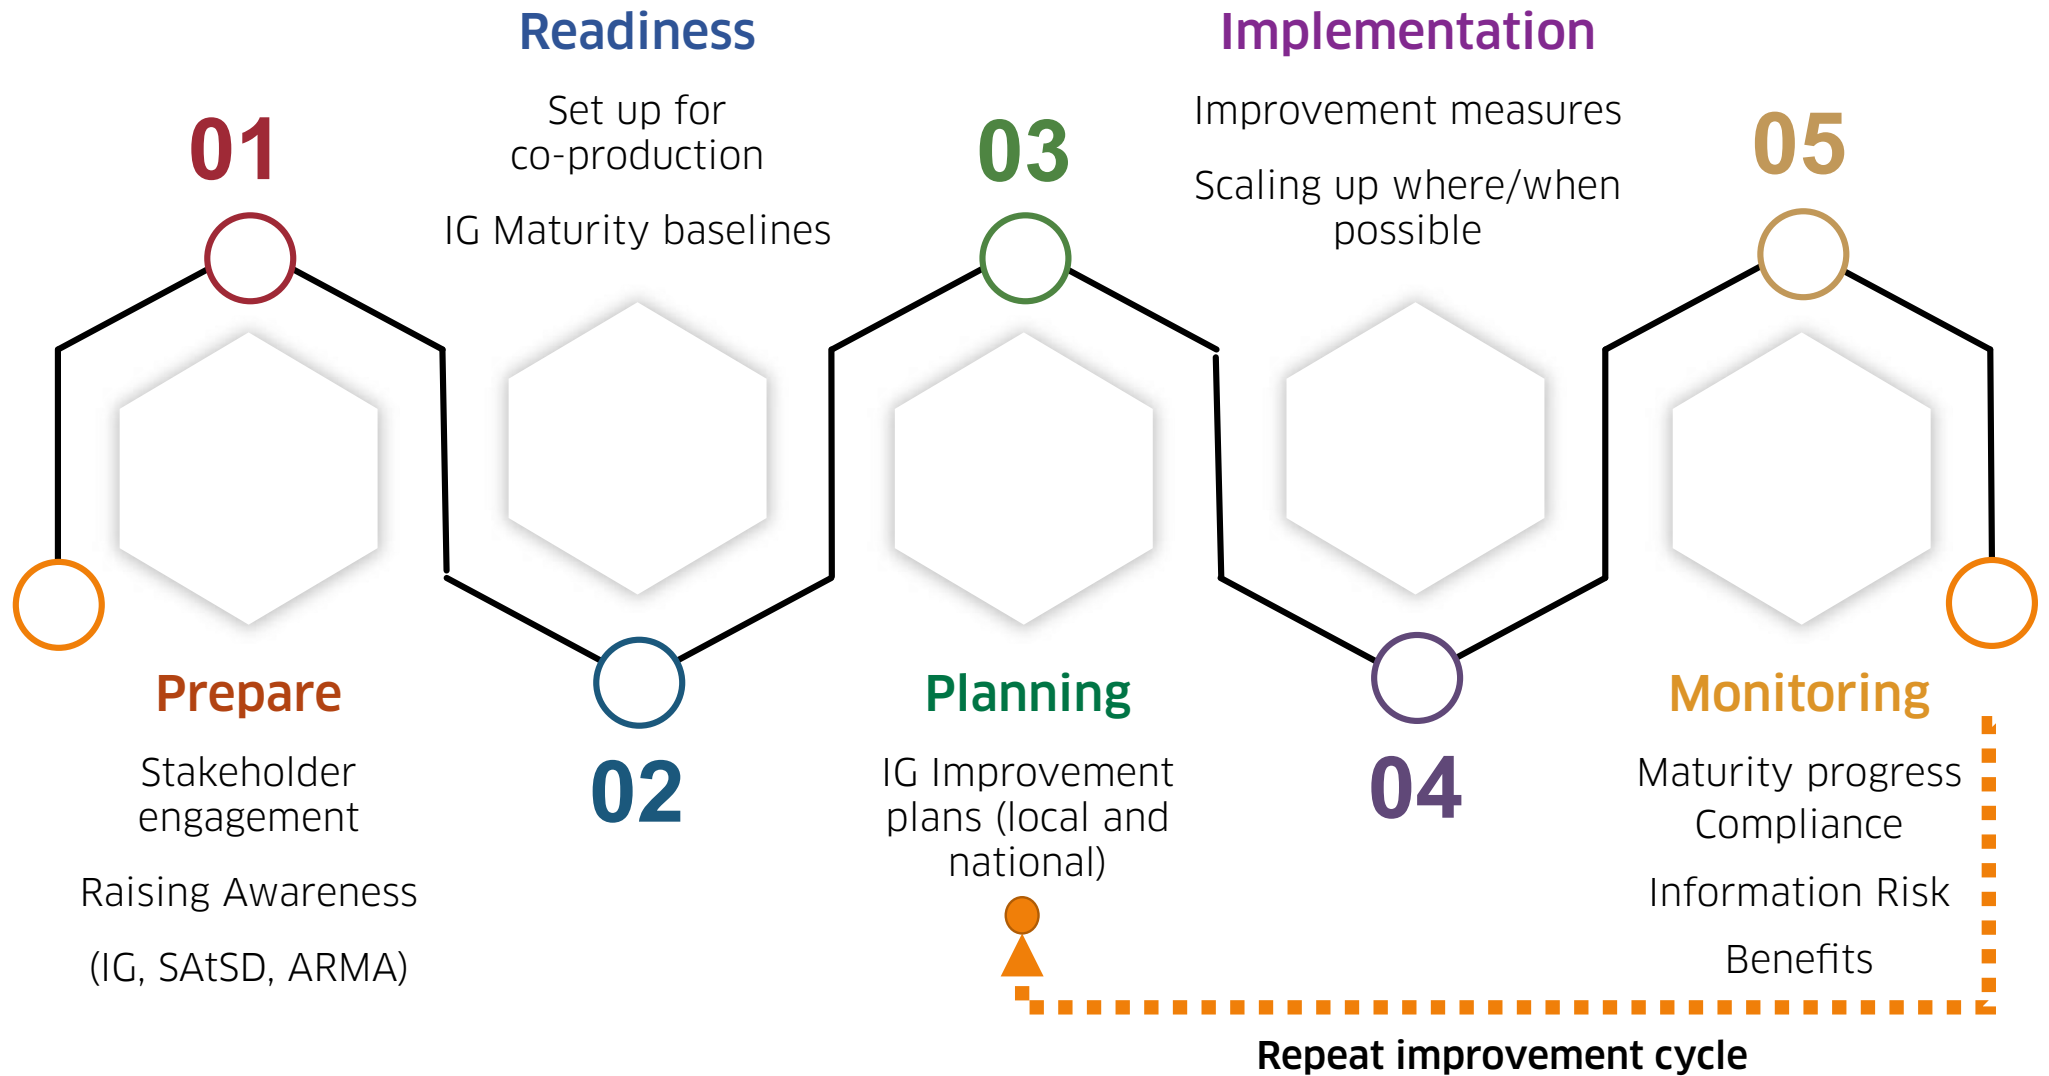 01
Prepare
Stakeholder
engagement
Raising Awareness
(IG, SAtSD, ARMA)
Readiness
Set up for
co-production
IG Maturity baselines
02
03
Planning
IG Improvement
plans (local and
national)
Implementation
Improvement measures
Scaling up where/when
possible
04
05
Monitoring
Maturity progress
Compliance
Information Risk
Benefits
Repeat improvement cycle